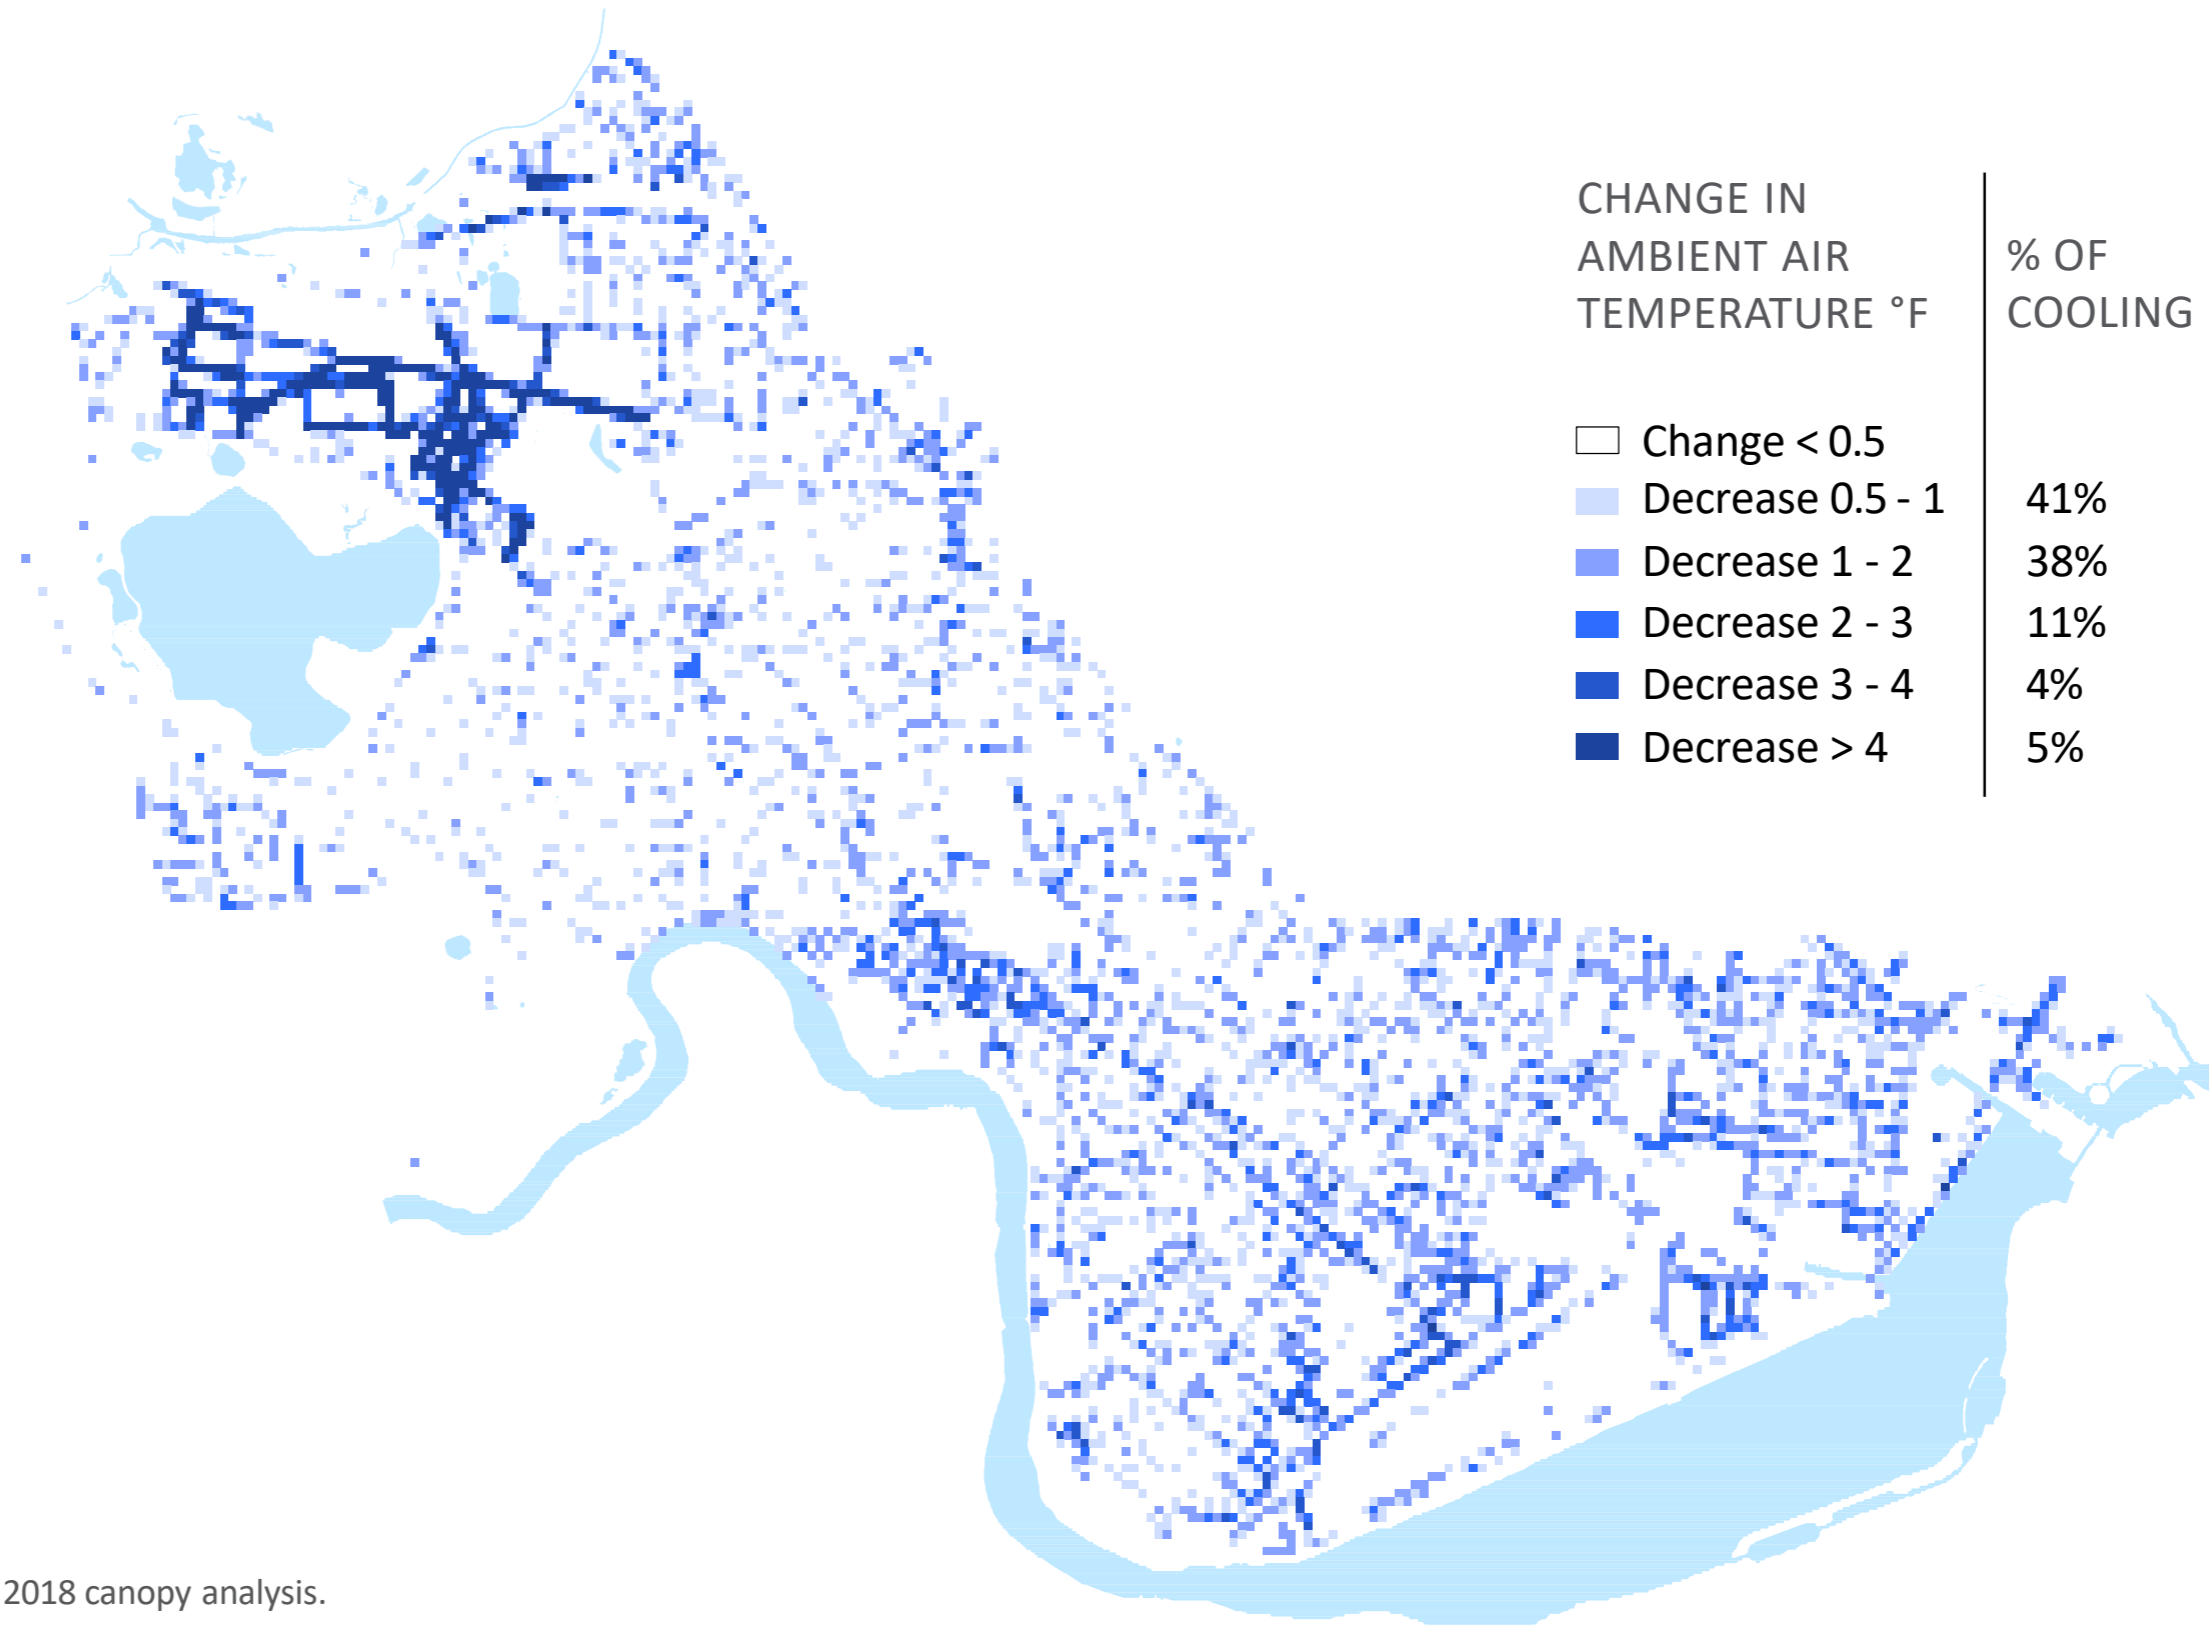 CHANGE IN
AMBIENT AIR
TEMPERATURE °F
% OF
COOLING
Change < 0.5
Decrease 0.5 - 1 41%
Decrease 1 - 2 38%
Decrease 2 - 3 11%
Decrease 3 - 4 4%
Decrease > 4 5%
2018 canopy analysis.